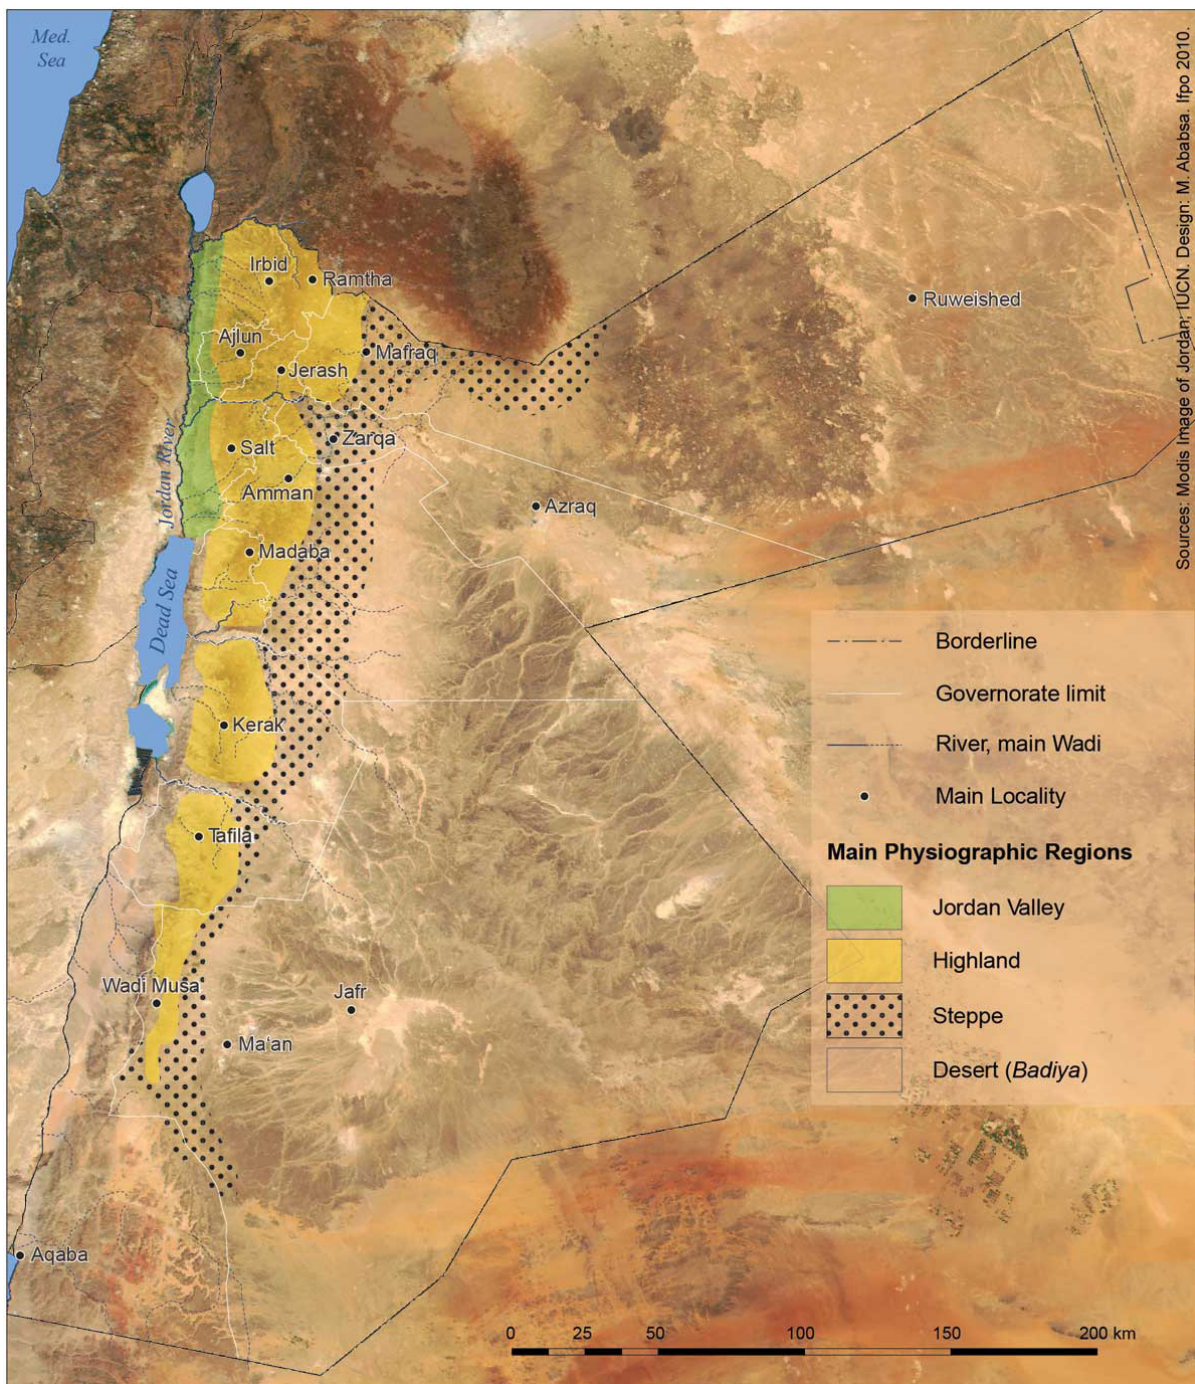 Med.
Sea
Sources: Modis Image of Jordan; IUCN. Design: M. Ababsa. Ifpo 2010.
Irbid
Ramtha
Ruweished
Ajlun
Mafraq
Jerash
Jordan River
Zarqa
Salt
Amman
Azraq
Madaba
Dead Sea
Kerak
Tafila
Wadi Musa
Jafr
Ma'an
Aqaba
Borderline
Governorate limit
River, main Wadi
Main Locality
Main Physiographic Regions
Jordan Valley
Highland
Steppe
Desert (Badiya)
0 25 50 100 150 200 km